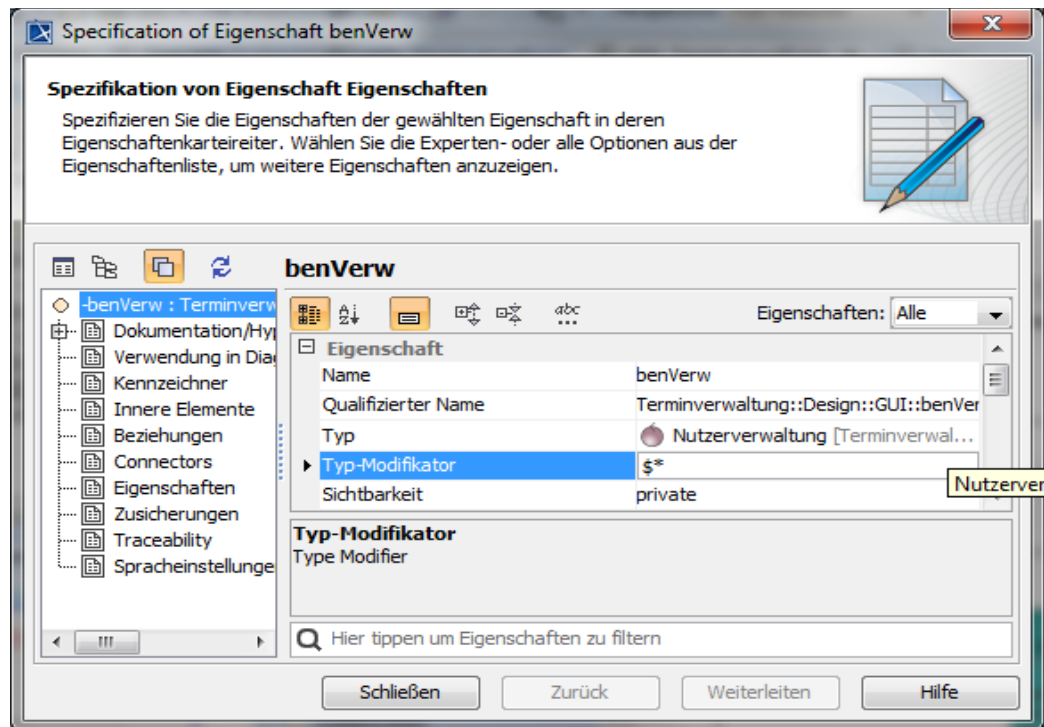 Specification of Eigenschaft benVerw
Spezifikation von Eigenschaft Eigenschaften
Spezifizieren Sie die Eigenschaften der gewählten Eigenschaft in deren
Eigenschaftenkarteireiter. Wählen Sie die Experten- oder alle Optionen aus der
Eigenschaftenliste, um weitere Eigenschaften anzuzeigen.
benVerw
-benVerw : Terminverw
Dokumentation/Hyp
Verwendung in Diag
Kennzeichner
Innere Elemente
Beziehungen
Connectors
Eigenschaften
Zusicherungen
Traceability
Spracheinstellunge
Eigenschaften: Alle
Eigenschaft
Name benVerw
Qualifizierter Name Terminverwaltung::Design::GUI::benVer
Typ Nutzerverwaltung [Terminverwal...
Typ-Modifikator $*
Nutzerver
Sichtbarkeit private
Typ-Modifikator
Type Modifier
Hier tippen um Eigenschaften zu filtern
Schließen Zurück Weiterleiten Hilfe